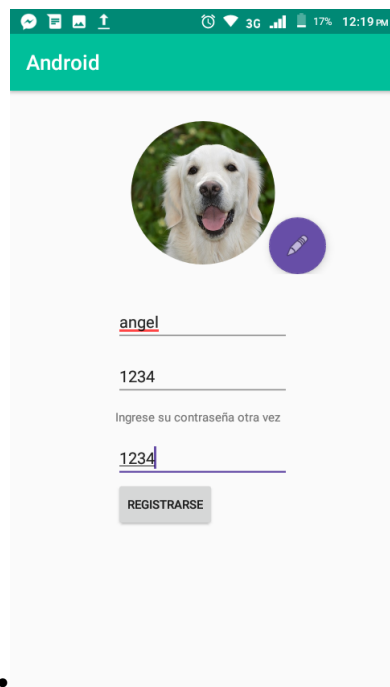 3G 17% 12:19 PM
Android
angel
1234
Ingrese su contraseña otra vez
1234
REGISTRARSE